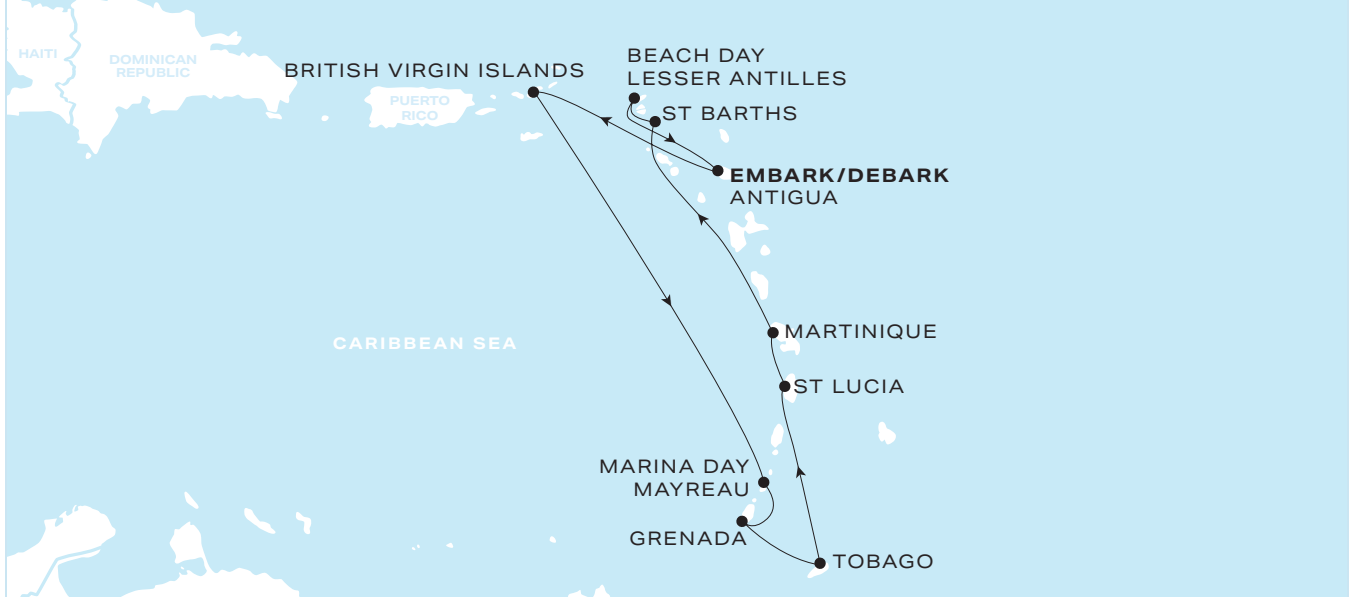 HAITI
DOMINICAN
REPUBLIC
BRITISH VIRGIN ISLANDS
PUERTO
RICO
BEACH DAY
LESSER ANTILLES
ST BARTHS
EMBARK/DEBARK
ANTIGUA
CARIBBEAN SEA
MARTINIQUE
ST LUCIA
MARINA DAY
MAYREAU
GRENADA
TOBAGO